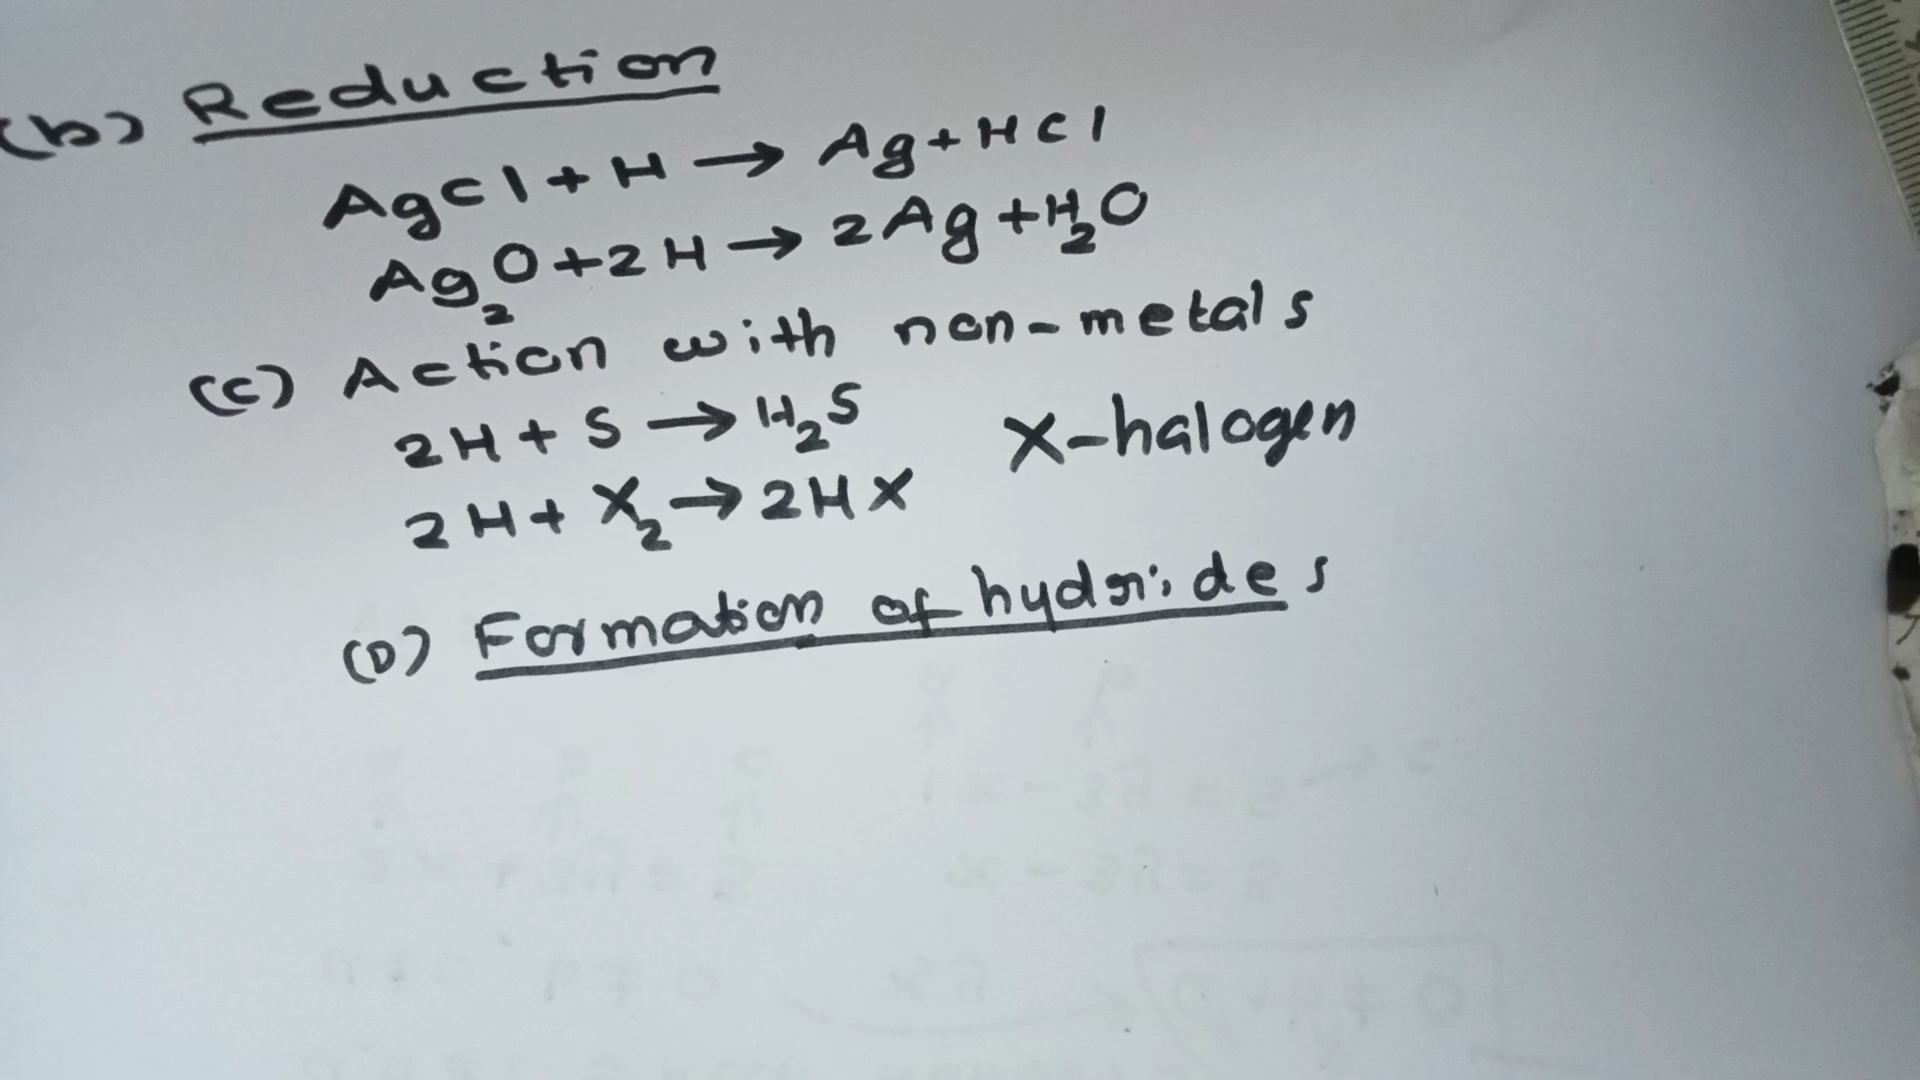 (b) Reduction
AgCl + H → Ag + HCl
Ag₂O + 2H → 2Ag + H₂O
(C) Action with non-metals
2H + S → H₂S X-halogen
2H + X₂ → 2HX
(D) Formation of hydrides